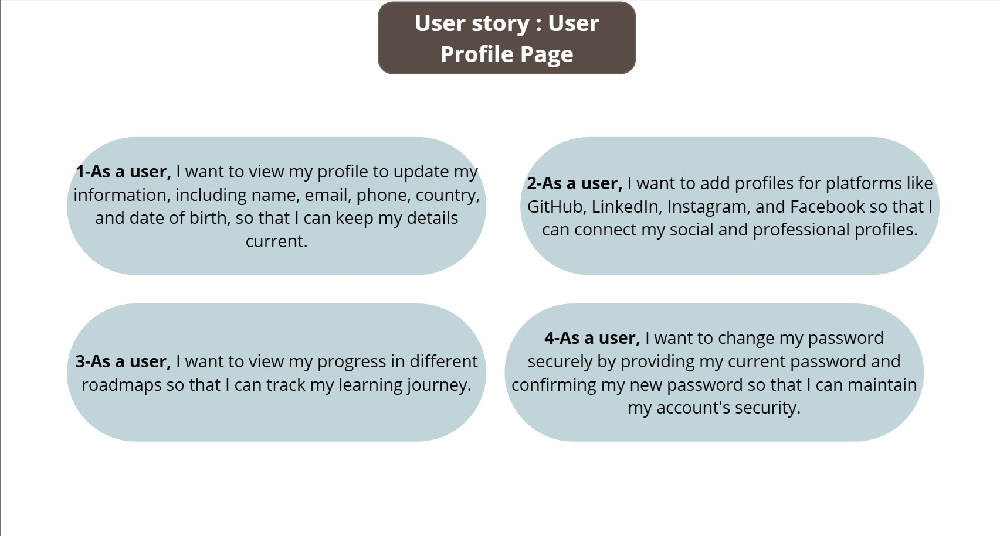 User story : User
Profile Page
1-As a user, I want to view my profile to update my
information, including name, email, phone, country,
and date of birth, so that I can keep my details
current.
2-As a user, I want to add profiles for platforms like
GitHub, LinkedIn, Instagram, and Facebook so that I
can connect my social and professional profiles.
3-As a user, I want to view my progress in different
roadmaps so that I can track my learning journey.
4-As a user, I want to change my password
securely by providing my current password and
confirming my new password so that I can maintain
my account's security.